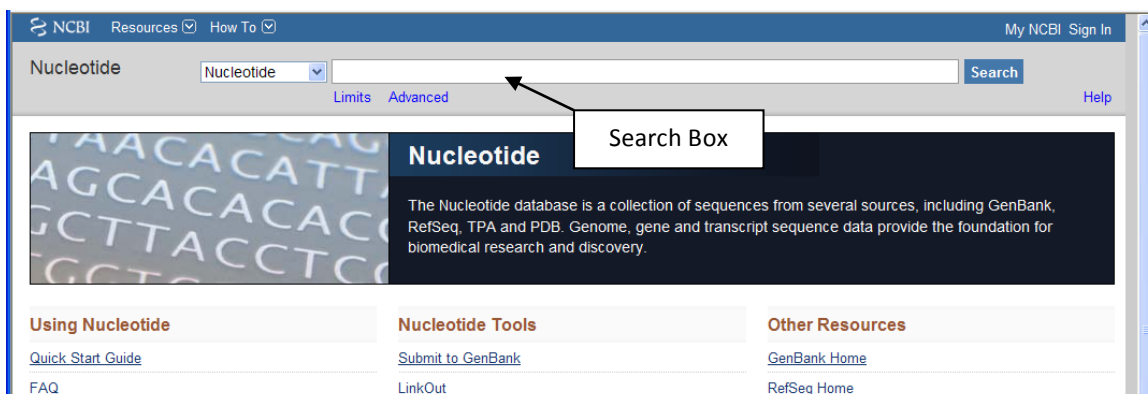 NCBI Resources How To My NCBI Sign In
Nucleotide Nucleotide Search
Limits Advanced Help
Search Box
AACACATT
AGCACACAC
GCTTACCTC
Nucleotide
The Nucleotide database is a collection of sequences from several sources, including GenBank,
RefSeq, TPA and PDB. Genome, gene and transcript sequence data provide the foundation for
biomedical research and discovery.
Using Nucleotide Nucleotide Tools Other Resources
Quick Start Guide Submit to GenBank GenBank Home
FAQ LinkOut RefSeq Home